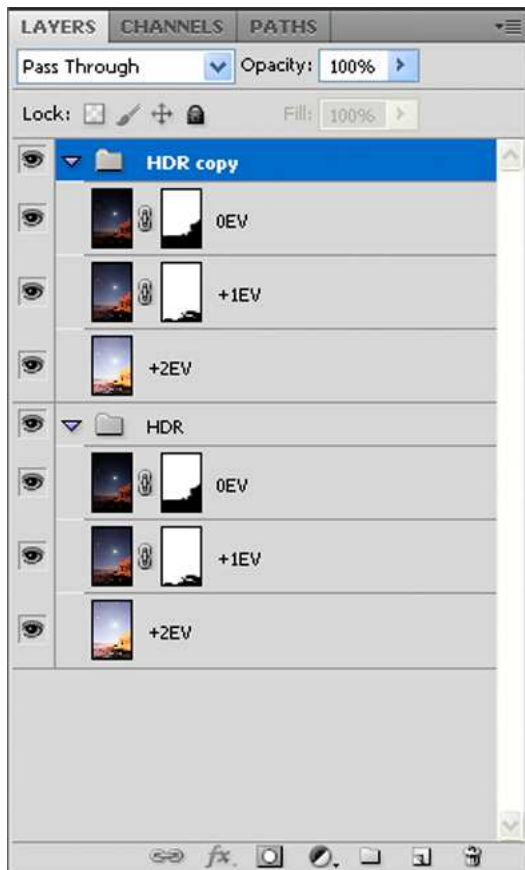 LAYERS CHANNELS PATHS
Pass Through Opacity: 100%
Lock: Fill: 100%
HDR copy
0EV
+1EV
+2EV
HDR
0EV
+1EV
+2EV
fx.